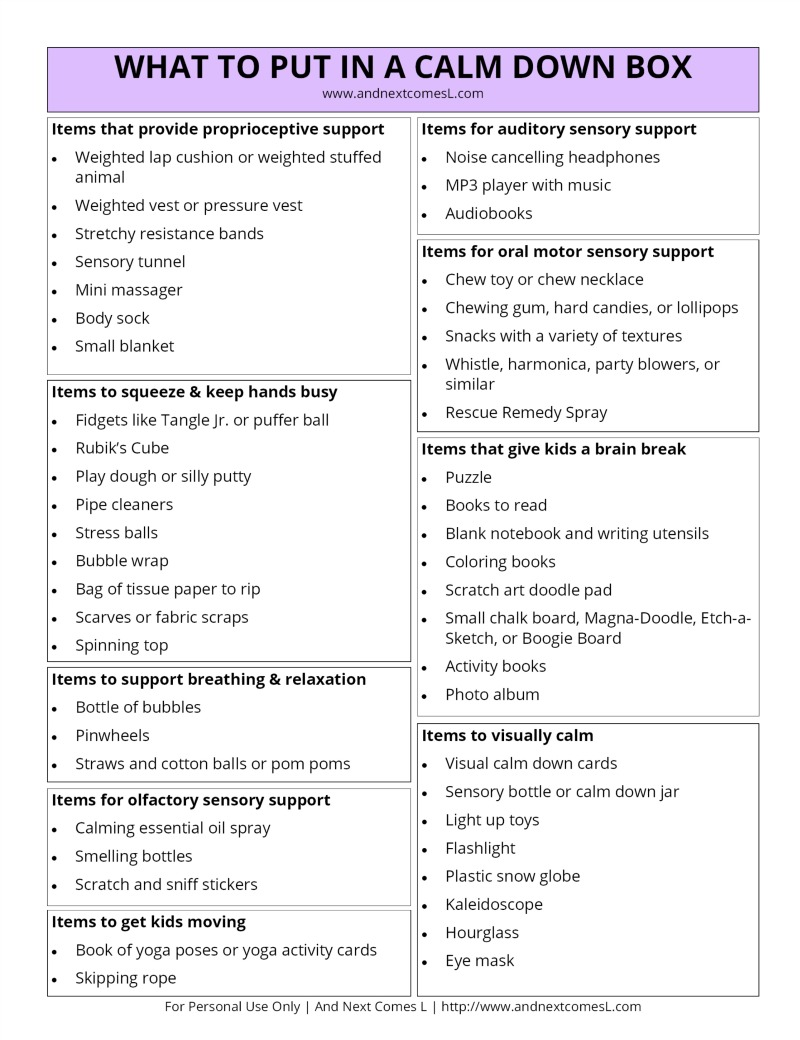 WHAT TO PUT IN A CALM DOWN BOX
www.andnextcomesL.com
Items that provide proprioceptive support
• Weighted lap cushion or weighted stuffed
animal
• Weighted vest or pressure vest
• Stretchy resistance bands
• Sensory tunnel
• Mini massager
• Body sock
• Small blanket
Items to squeeze & keep hands busy
• Fidgets like Tangle Jr. or puffer ball
• Rubik’s Cube
• Play dough or silly putty
• Pipe cleaners
• Stress balls
• Bubble wrap
• Bag of tissue paper to rip
• Scarves or fabric scraps
• Spinning top
Items to support breathing & relaxation
• Bottle of bubbles
• Pinwheels
• Straws and cotton balls or pom poms
Items for olfactory sensory support
• Calming essential oil spray
• Smelling bottles
• Scratch and sniff stickers
Items to get kids moving
• Book of yoga poses or yoga activity cards
• Skipping rope
Items for auditory sensory support
• Noise cancelling headphones
• MP3 player with music
• Audiobooks
Items for oral motor sensory support
• Chew toy or chew necklace
• Chewing gum, hard candies, or lollipops
• Snacks with a variety of textures
• Whistle, harmonica, party blowers, or
similar
• Rescue Remedy Spray
Items that give kids a brain break
• Puzzle
• Books to read
• Blank notebook and writing utensils
• Coloring books
• Scratch art doodle pad
• Small chalk board, Magna-Doodle, Etch-a-
Sketch, or Boogie Board
• Activity books
• Photo album
Items to visually calm
• Visual calm down cards
• Sensory bottle or calm down jar
• Light up toys
• Flashlight
• Plastic snow globe
• Kaleidoscope
• Hourglass
• Eye mask
For Personal Use Only | And Next Comes L | http://www.andnextcomesL.com